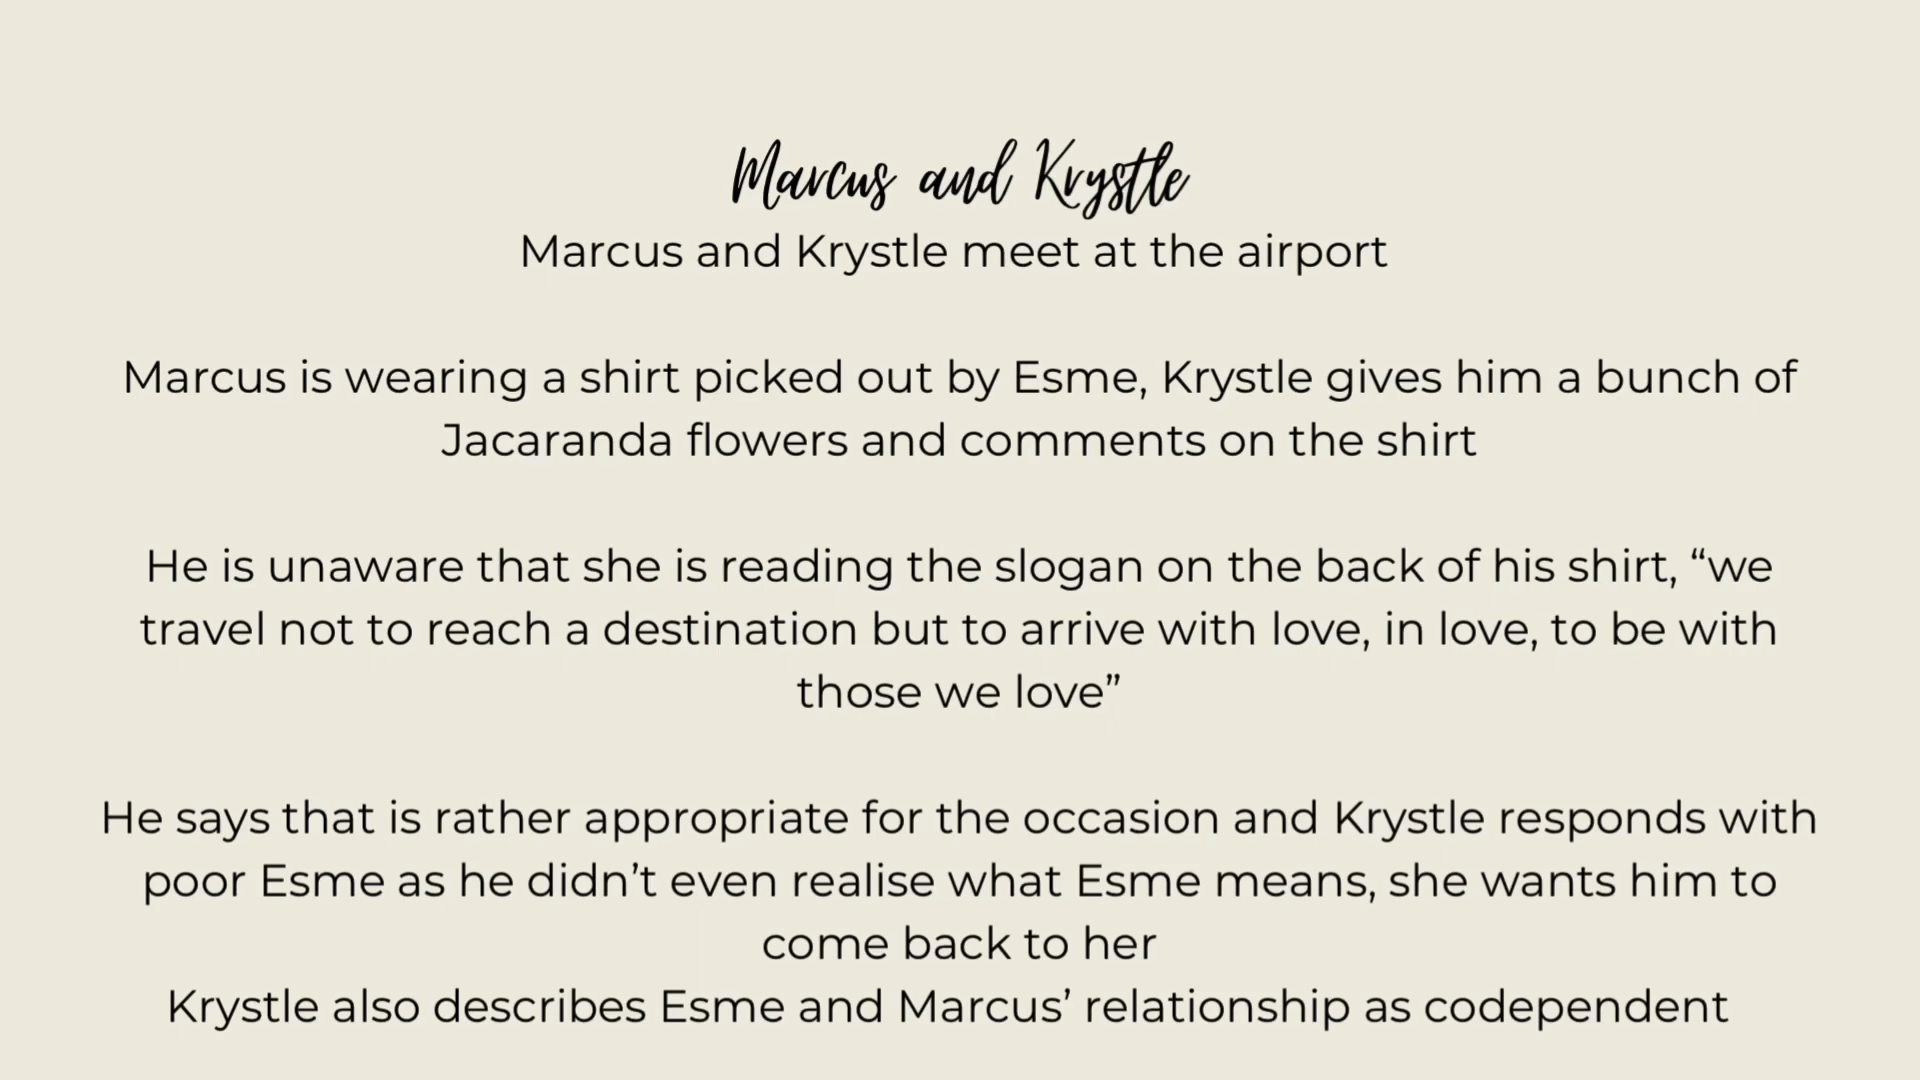 Marcus and Krystle
Marcus and Krystle meet at the airport
Marcus is wearing a shirt picked out by Esme, Krystle gives him a bunch of
Jacaranda flowers and comments on the shirt
He is unaware that she is reading the slogan on the back of his shirt, “we
travel not to reach a destination but to arrive with love, in love, to be with
those we love”
He says that is rather appropriate for the occasion and Krystle responds with
poor Esme as he didn’t even realise what Esme means, she wants him to
come back to her
Krystle also describes Esme and Marcus’ relationship as codependent